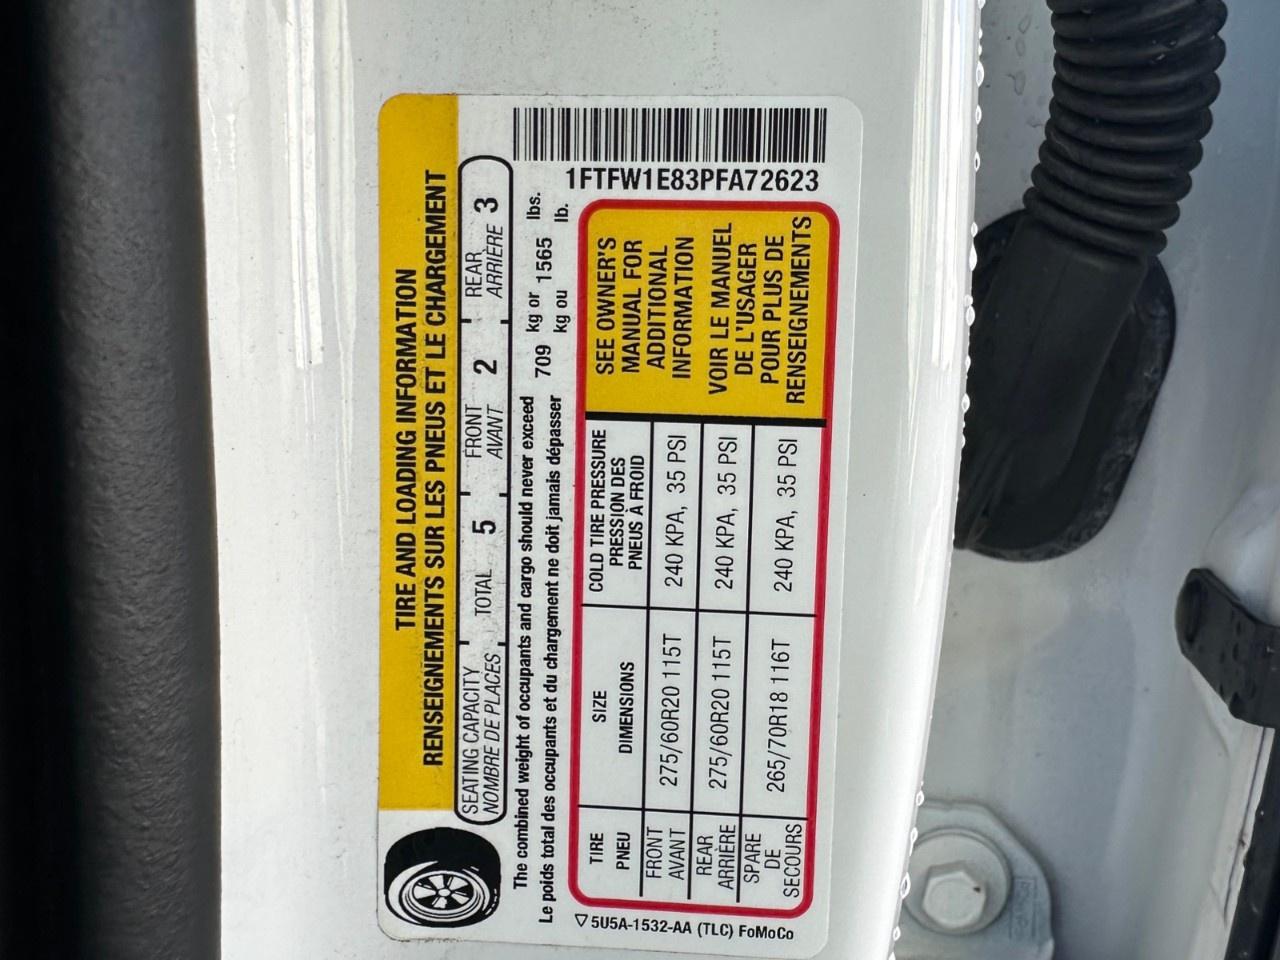 TIRE AND LOADING INFORMATION
RENSEIGNEMENTS SUR LES PNEUS ET LE CHARGEMENT
SEATING CAPACITY
NOMBRE DE PLACES
TOTAL 5
FRONT
AVANT
2
REAR
ARRIÈRE
3
The combined weight of occupants and cargo should never exceed 709 kg or 1565 lbs.
Le poids total des occupants et du chargement ne doit jamais dépasser kg ou lb.
1FTFW1E83PFA72623
TIRE
PNEU
SIZE
DIMENSIONS
COLD TIRE PRESSURE
PRESSION DES
PNEUS À FROID
FRONT
AVANT
275/60R20 115T
240 KPA, 35 PSI
REAR
ARRIÈRE
275/60R20 115T
240 KPA, 35 PSI
SPARE
DE
SECOURS
265/70R18 116T
240 KPA, 35 PSI
SEE OWNER'S
MANUAL FOR
ADDITIONAL
INFORMATION
VOIR LE MANUEL
DE L'USAGER
POUR PLUS DE
RENSEIGNEMENTS
▽5U5A-1532-AA (TLC) FoMoCo